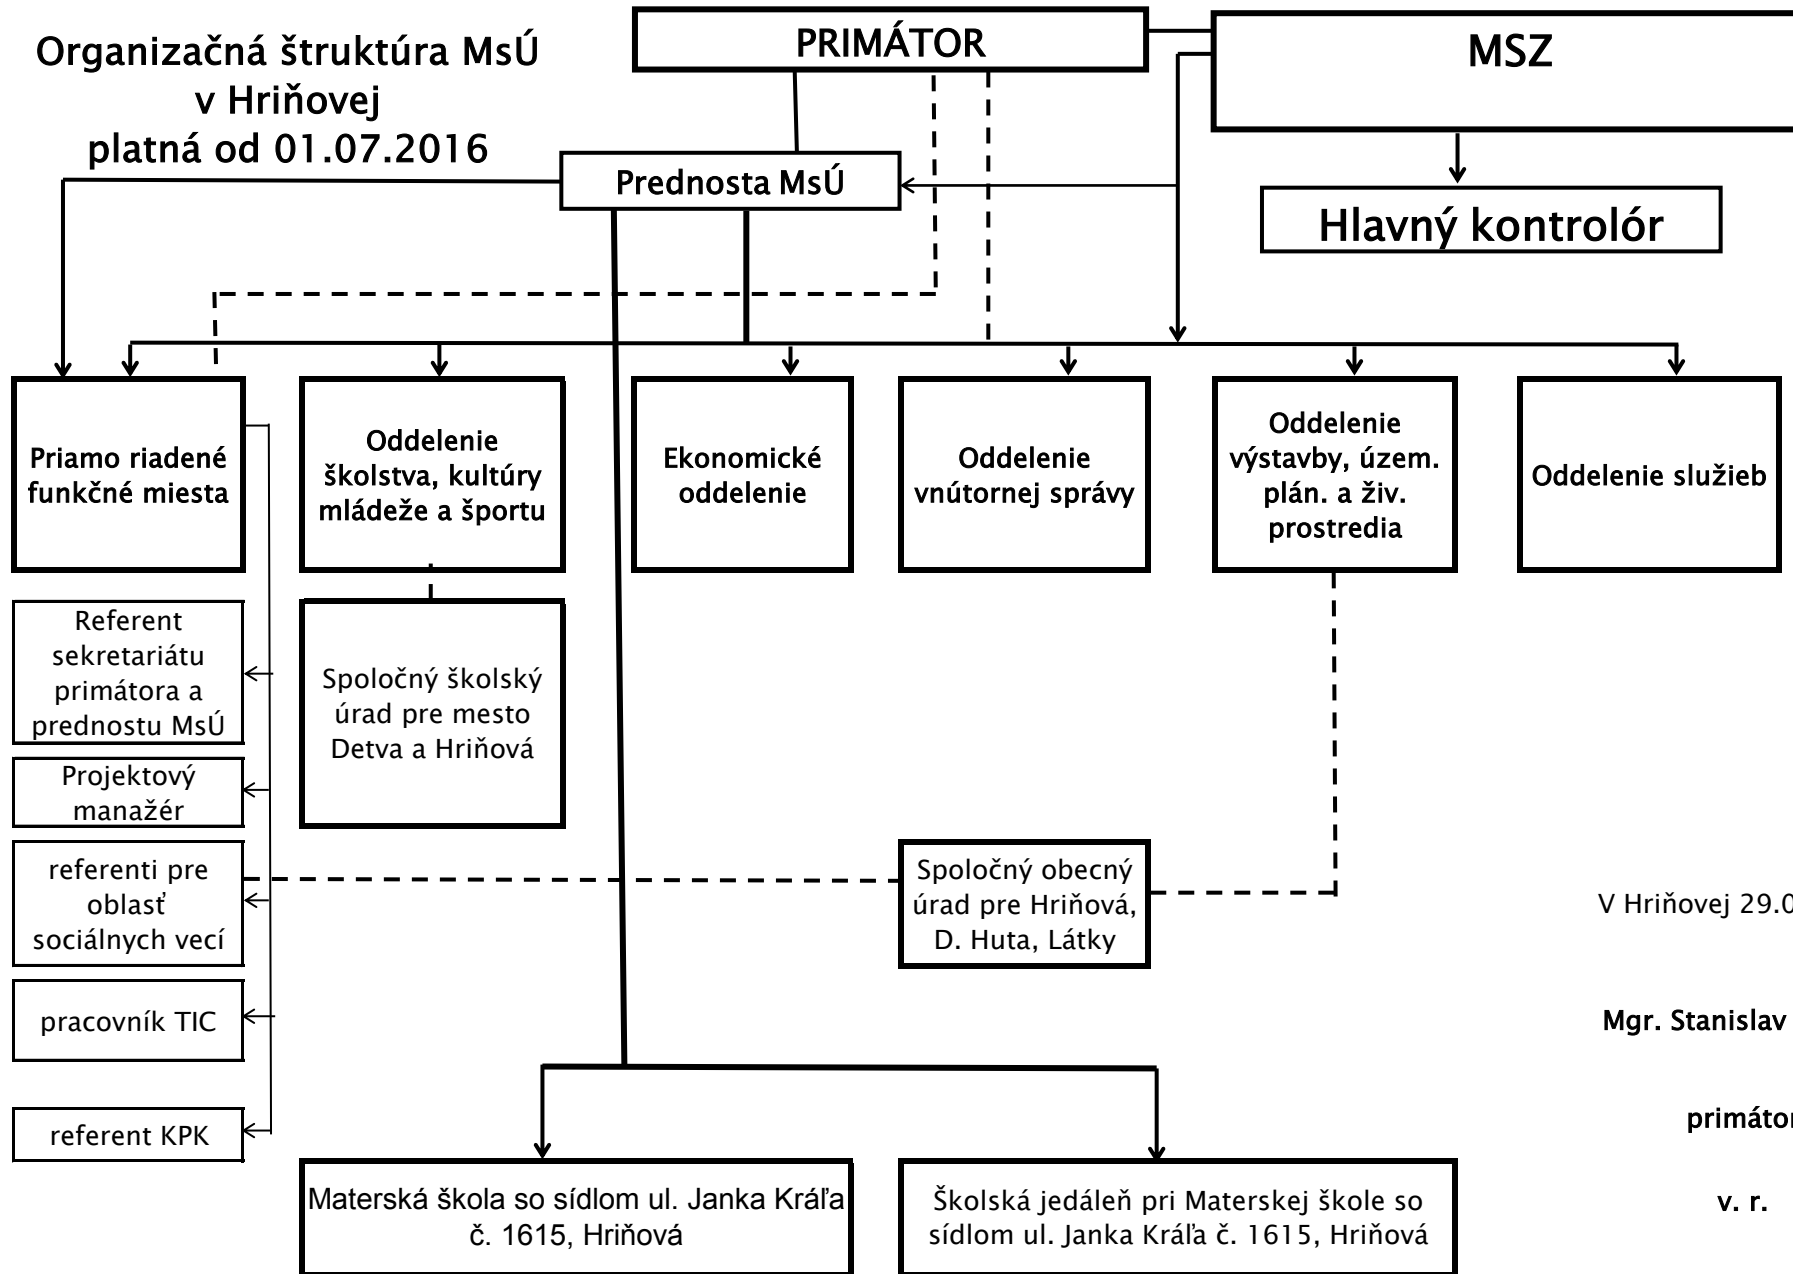 Organizačná štruktúra MsÚ
v Hriňovej
platná od 01.07.2016
PRIMÁTOR
MSZ
Prednosta MsÚ
Hlavný kontrolór
Priamo riadené
funkčné miesta
Oddelenie
školstva, kultúry
mládeže a športu
Ekonomické
oddelenie
Oddelenie
vnútornej správy
Oddelenie
výstavby, územ.
plán. a živ.
prostredia
Oddelenie služieb
Referent
sekretariátu
primátora a
prednostu MsÚ
Projektový
manažér
referenti pre
oblasť
sociálnych vecí
pracovník TIC
referent KPK
Spoločný školský
úrad pre mesto
Detva a Hriňová
Spoločný obecný
úrad pre Hriňová,
D. Huta, Látky
Materská škola so sídlom ul. Janka Kráľa
č. 1615, Hriňová
Školská jedáleň pri Materskej škole so
sídlom ul. Janka Kráľa č. 1615, Hriňová
V Hriňovej 29.0
Mgr. Stanislav
primátor
v. r.